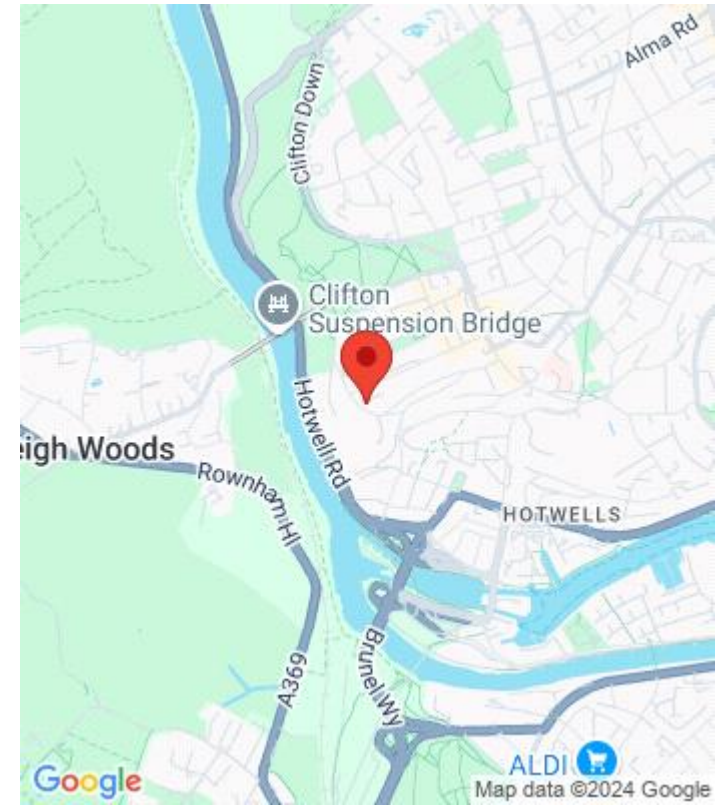 Alma Rd
Clifton Down
Clifton
Suspension Bridge
Hotwell Rd
eigh Woods
Rownham Hl
HOTWELLS
A369
Brunel Wy
ALDI
Google
Map data ©2024 Google